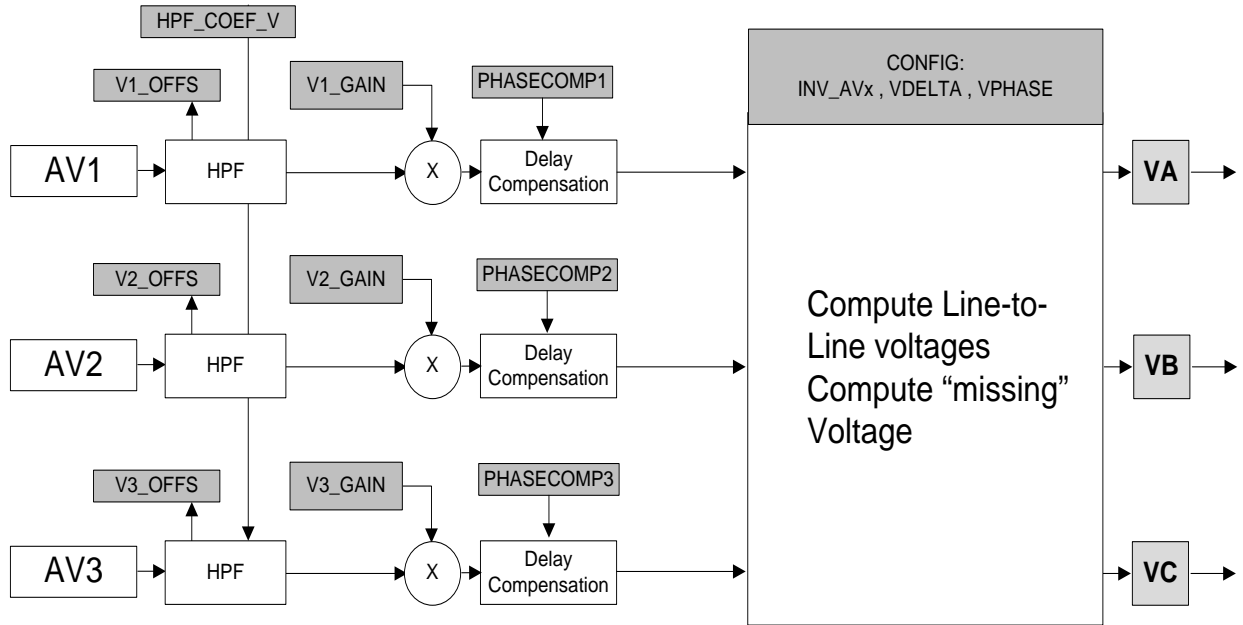 HPF_COEF_V
V1_OFFS
V1_GAIN
PHASECOMP1
CONFIG:
INV_AVx , VDELTA , VPHASE
AV1
HPF
X
Delay
Compensation
VA
V2_OFFS
V2_GAIN
PHASECOMP2
AV2
HPF
X
Delay
Compensation
Compute Line-to-
Line voltages
Compute “missing”
Voltage
VB
V3_OFFS
V3_GAIN
PHASECOMP3
AV3
HPF
X
Delay
Compensation
VC